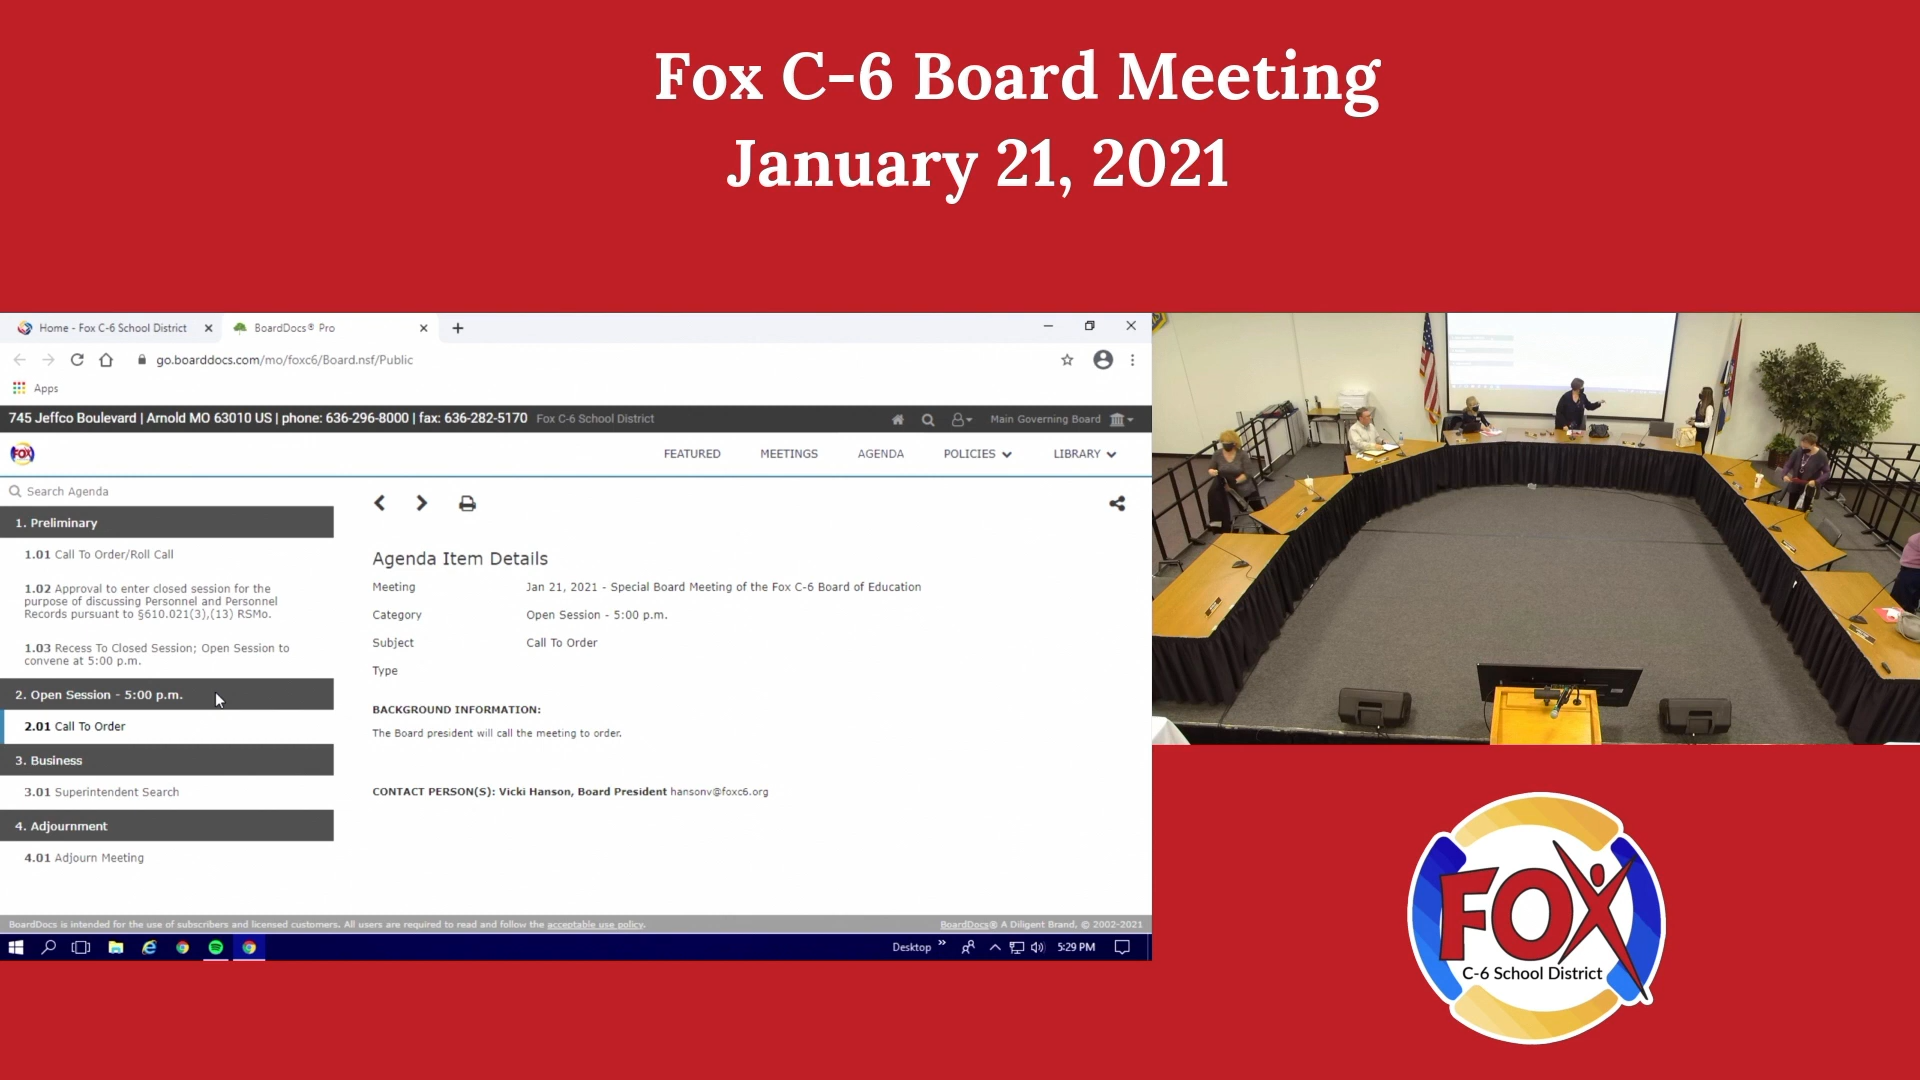 Fox C-6 Board Meeting
January 21, 2021
Home - Fox C-6 School District
BoardDocs® Pro
go.boarddocs.com/mo/foxc6/Board.nsf/Public
Apps
745 Jeffco Boulevard | Arnold MO 63010 US | phone: 636-296-8000 | fax: 636-282-5170 Fox C-6 School District
Main Governing Board
FOX
FEATURED MEETINGS AGENDA POLICIES LIBRARY
Search Agenda
1. Preliminary
1.01 Call To Order/Roll Call
1.02 Approval to enter closed session for the
purpose of discussing Personnel and Personnel
Records pursuant to §610.021(3),(13) RSMo.
1.03 Recess To Closed Session; Open Session to
convene at 5:00 p.m.
2. Open Session - 5:00 p.m.
2.01 Call To Order
3. Business
3.01 Superintendent Search
4. Adjournment
4.01 Adjourn Meeting
Agenda Item Details
Meeting Jan 21, 2021 - Special Board Meeting of the Fox C-6 Board of Education
Category Open Session - 5:00 p.m.
Subject Call To Order
Type
BACKGROUND INFORMATION:
The Board president will call the meeting to order.
CONTACT PERSON(S): Vicki Hanson, Board President hansonv@foxc6.org
BoardDocs is intended for the use of subscribers and licensed customers. All users are required to read and follow the acceptable use policy.
BoardDocs® A Diligent Brand. © 2002-2021
Desktop »
5:29 PM
FOX
C-6 School District